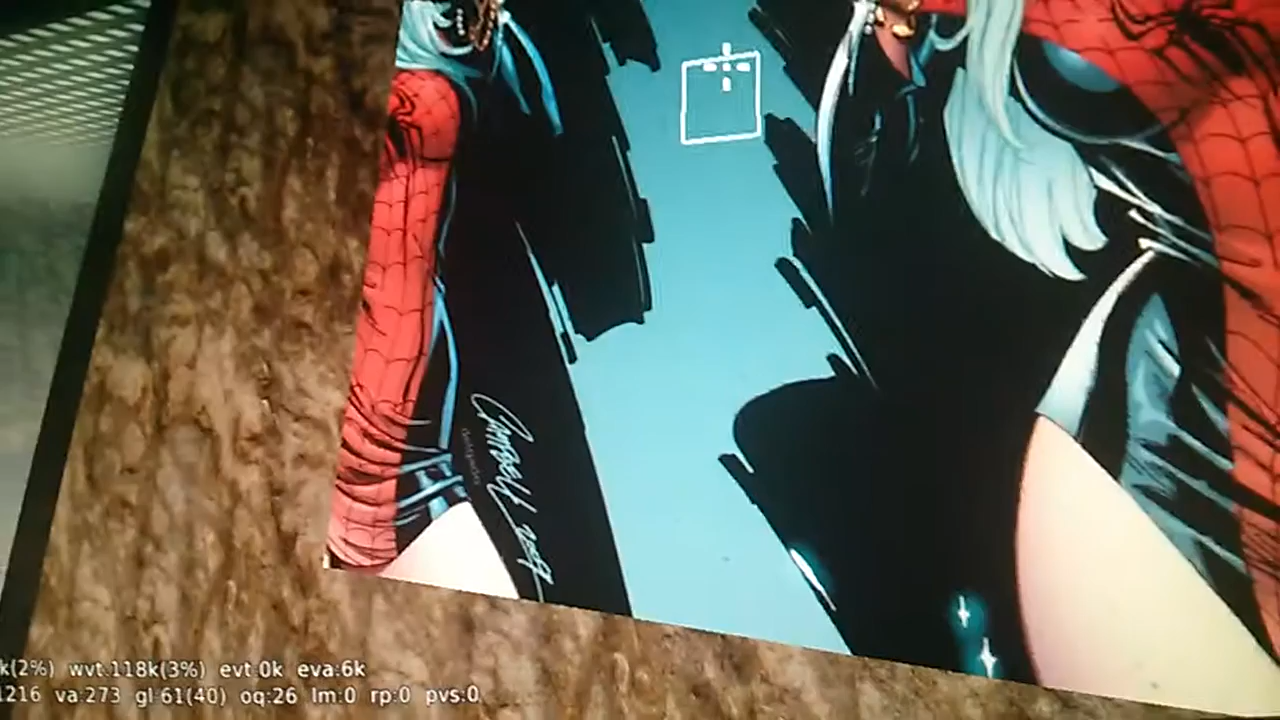 k(2%) wvt:118k(3%) evt:0k eva:6k
1216 va:273 gl:61(40) oq:26 lm:0 rp:0 pvs:0